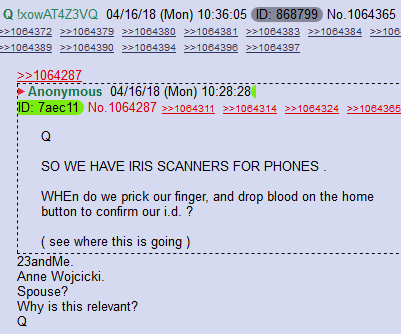 Q !xowAT4Z3VQ 04/16/18 (Mon) 10:36:05 ID: 868799 No.1064365
>>1064372 >>1064379 >>1064380 >>1064381 >>1064383 >>1064384 >>106
>>1064389 >>1064390 >>1064394 >>1064396 >>1064397
>>1064287
Anonymous 04/16/18 (Mon) 10:28:28
ID: 7aec11 No.1064287 >>1064311 >>1064314 >>1064324 >>1064365
Q
SO WE HAVE IRIS SCANNERS FOR PHONES .
WHEn do we prick our finger, and drop blood on the home
button to confirm our i.d. ?
( see where this is going )
23andMe.
Anne Wojcicki.
Spouse?
Why is this relevant?
Q